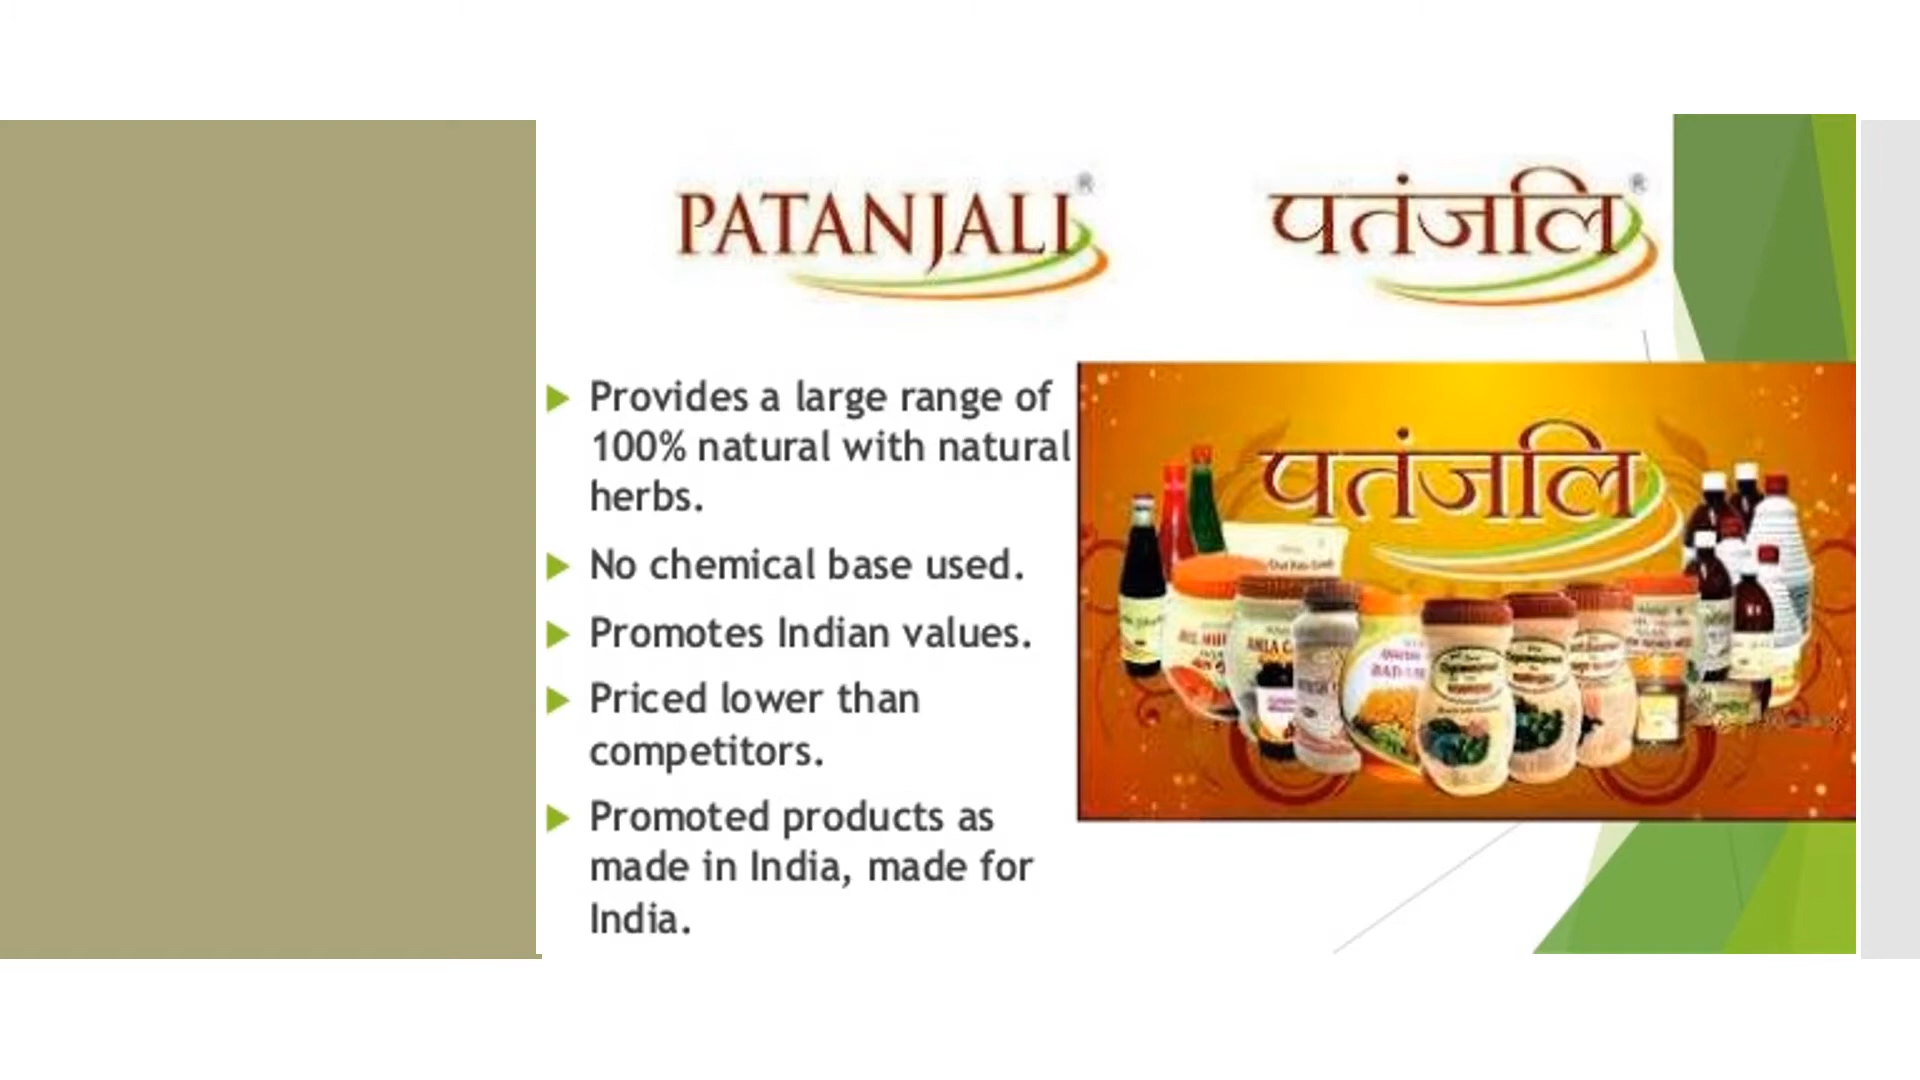 PATANJALI®
पतंजलि®
Provides a large range of
100% natural with natural
herbs.
No chemical base used.
Promotes Indian values.
Priced lower than
competitors.
Promoted products as
made in India, made for
India.
पतंजलि